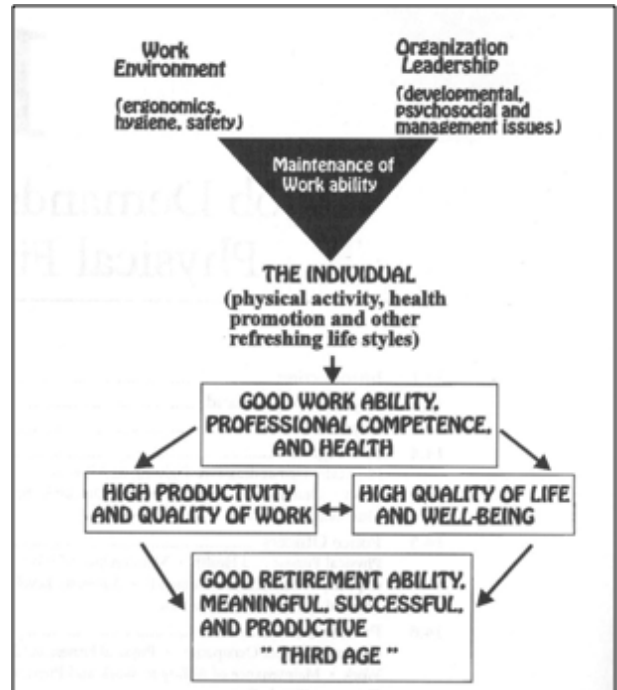 Work
Environment
(ergonomics,
hygiene, safety)
Organization
Leadership
(developmental,
psychosocial and
management issues)
Maintenance of
Work ability
THE INDIVIDUAL
(physical activity, health
promotion and other
refreshing life styles)
GOOD WORK ABILITY,
PROFESSIONAL COMPETENCE,
AND HEALTH
HIGH PRODUCTIVITY
AND QUALITY OF WORK
HIGH QUALITY OF LIFE
AND WELL-BEING
GOOD RETIREMENT ABILITY,
MEANINGFUL, SUCCESSFUL,
AND PRODUCTIVE
" THIRD AGE "